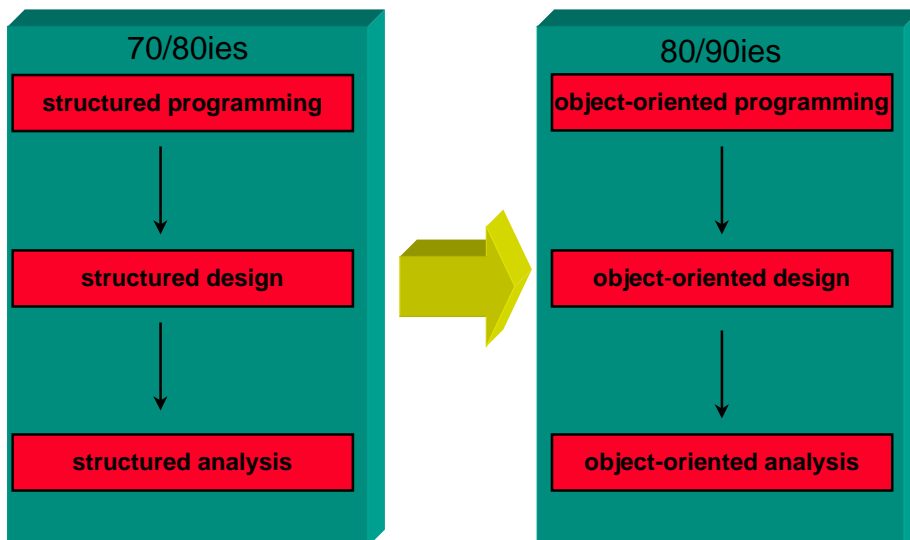 70/80ies
structured programming
structured design
structured analysis
80/90ies
object-oriented programming
object-oriented design
object-oriented analysis